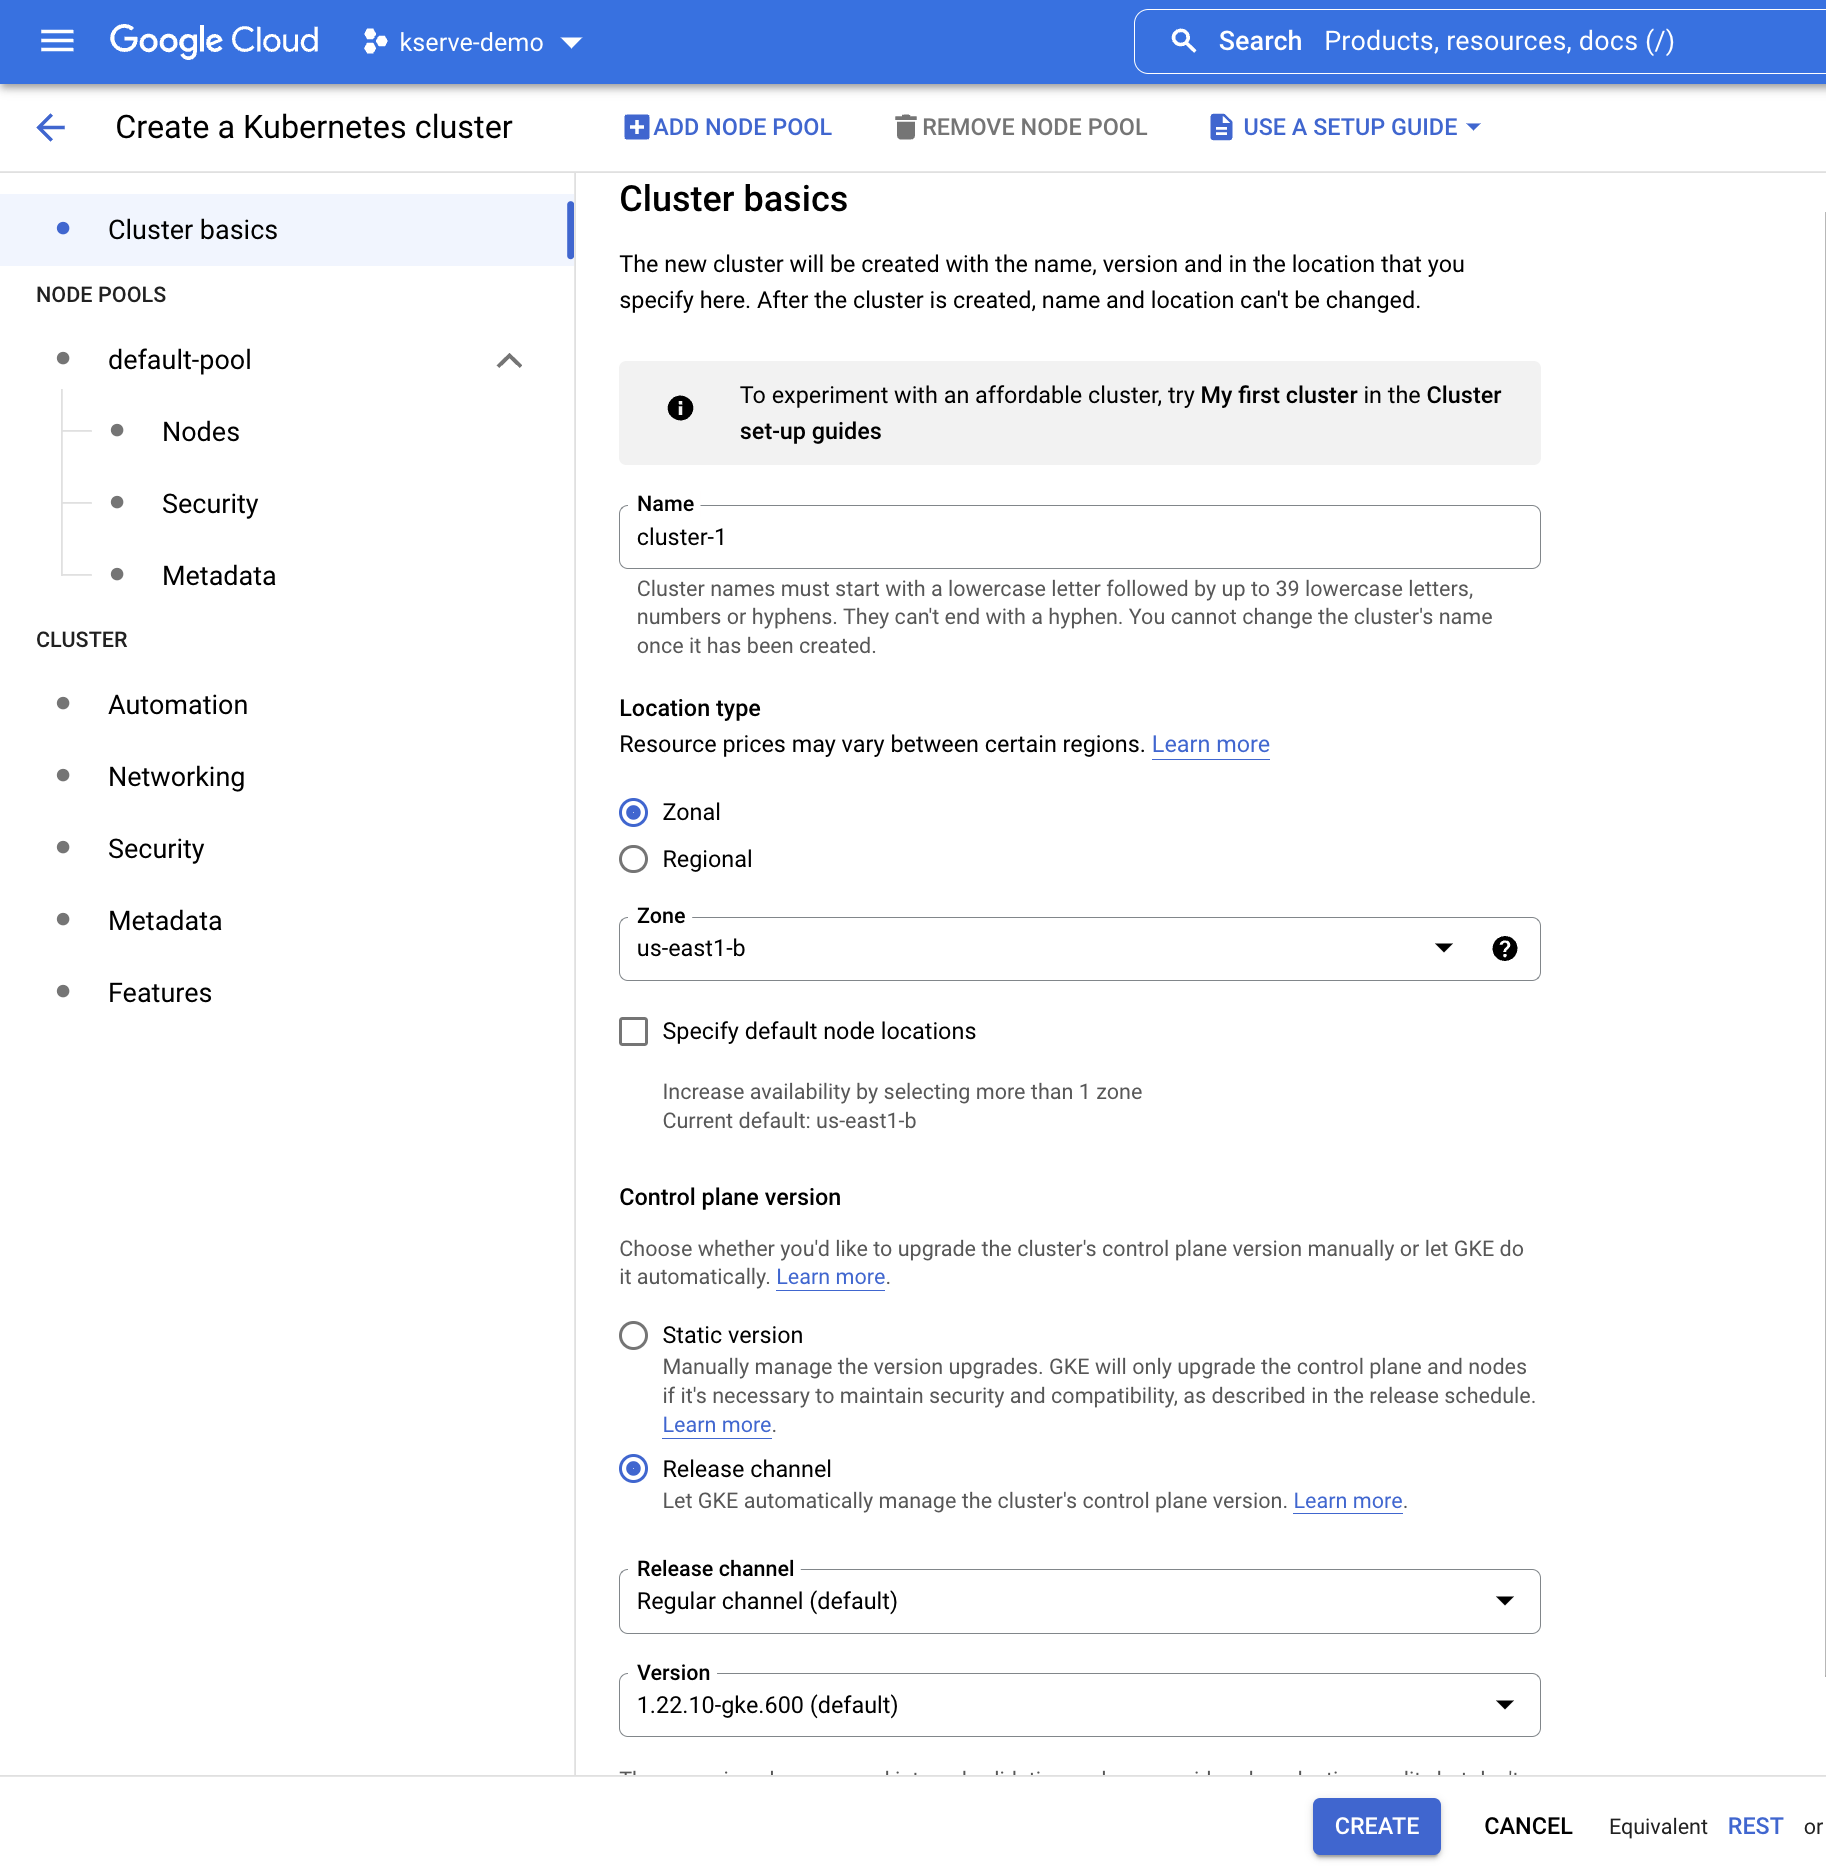 Google Cloud
kserve-demo
Search Products, resources, docs (/)
Create a Kubernetes cluster
ADD NODE POOL
REMOVE NODE POOL
USE A SETUP GUIDE
Cluster basics
NODE POOLS
default-pool
Nodes
Security
Metadata
CLUSTER
Automation
Networking
Security
Metadata
Features
Cluster basics
The new cluster will be created with the name, version and in the location that you
specify here. After the cluster is created, name and location can't be changed.
To experiment with an affordable cluster, try My first cluster in the Cluster
set-up guides
Name
cluster-1
Cluster names must start with a lowercase letter followed by up to 39 lowercase letters,
numbers or hyphens. They can't end with a hyphen. You cannot change the cluster's name
once it has been created.
Location type
Resource prices may vary between certain regions. Learn more
Zonal
Regional
Zone
us-east1-b
Specify default node locations
Increase availability by selecting more than 1 zone
Current default: us-east1-b
Control plane version
Choose whether you'd like to upgrade the cluster's control plane version manually or let GKE do
it automatically. Learn more.
Static version
Manually manage the version upgrades. GKE will only upgrade the control plane and nodes
if it's necessary to maintain security and compatibility, as described in the release schedule.
Learn more.
Release channel
Let GKE automatically manage the cluster's control plane version. Learn more.
Release channel
Regular channel (default)
Version
1.22.10-gke.600 (default)
CREATE
CANCEL
Equivalent REST or